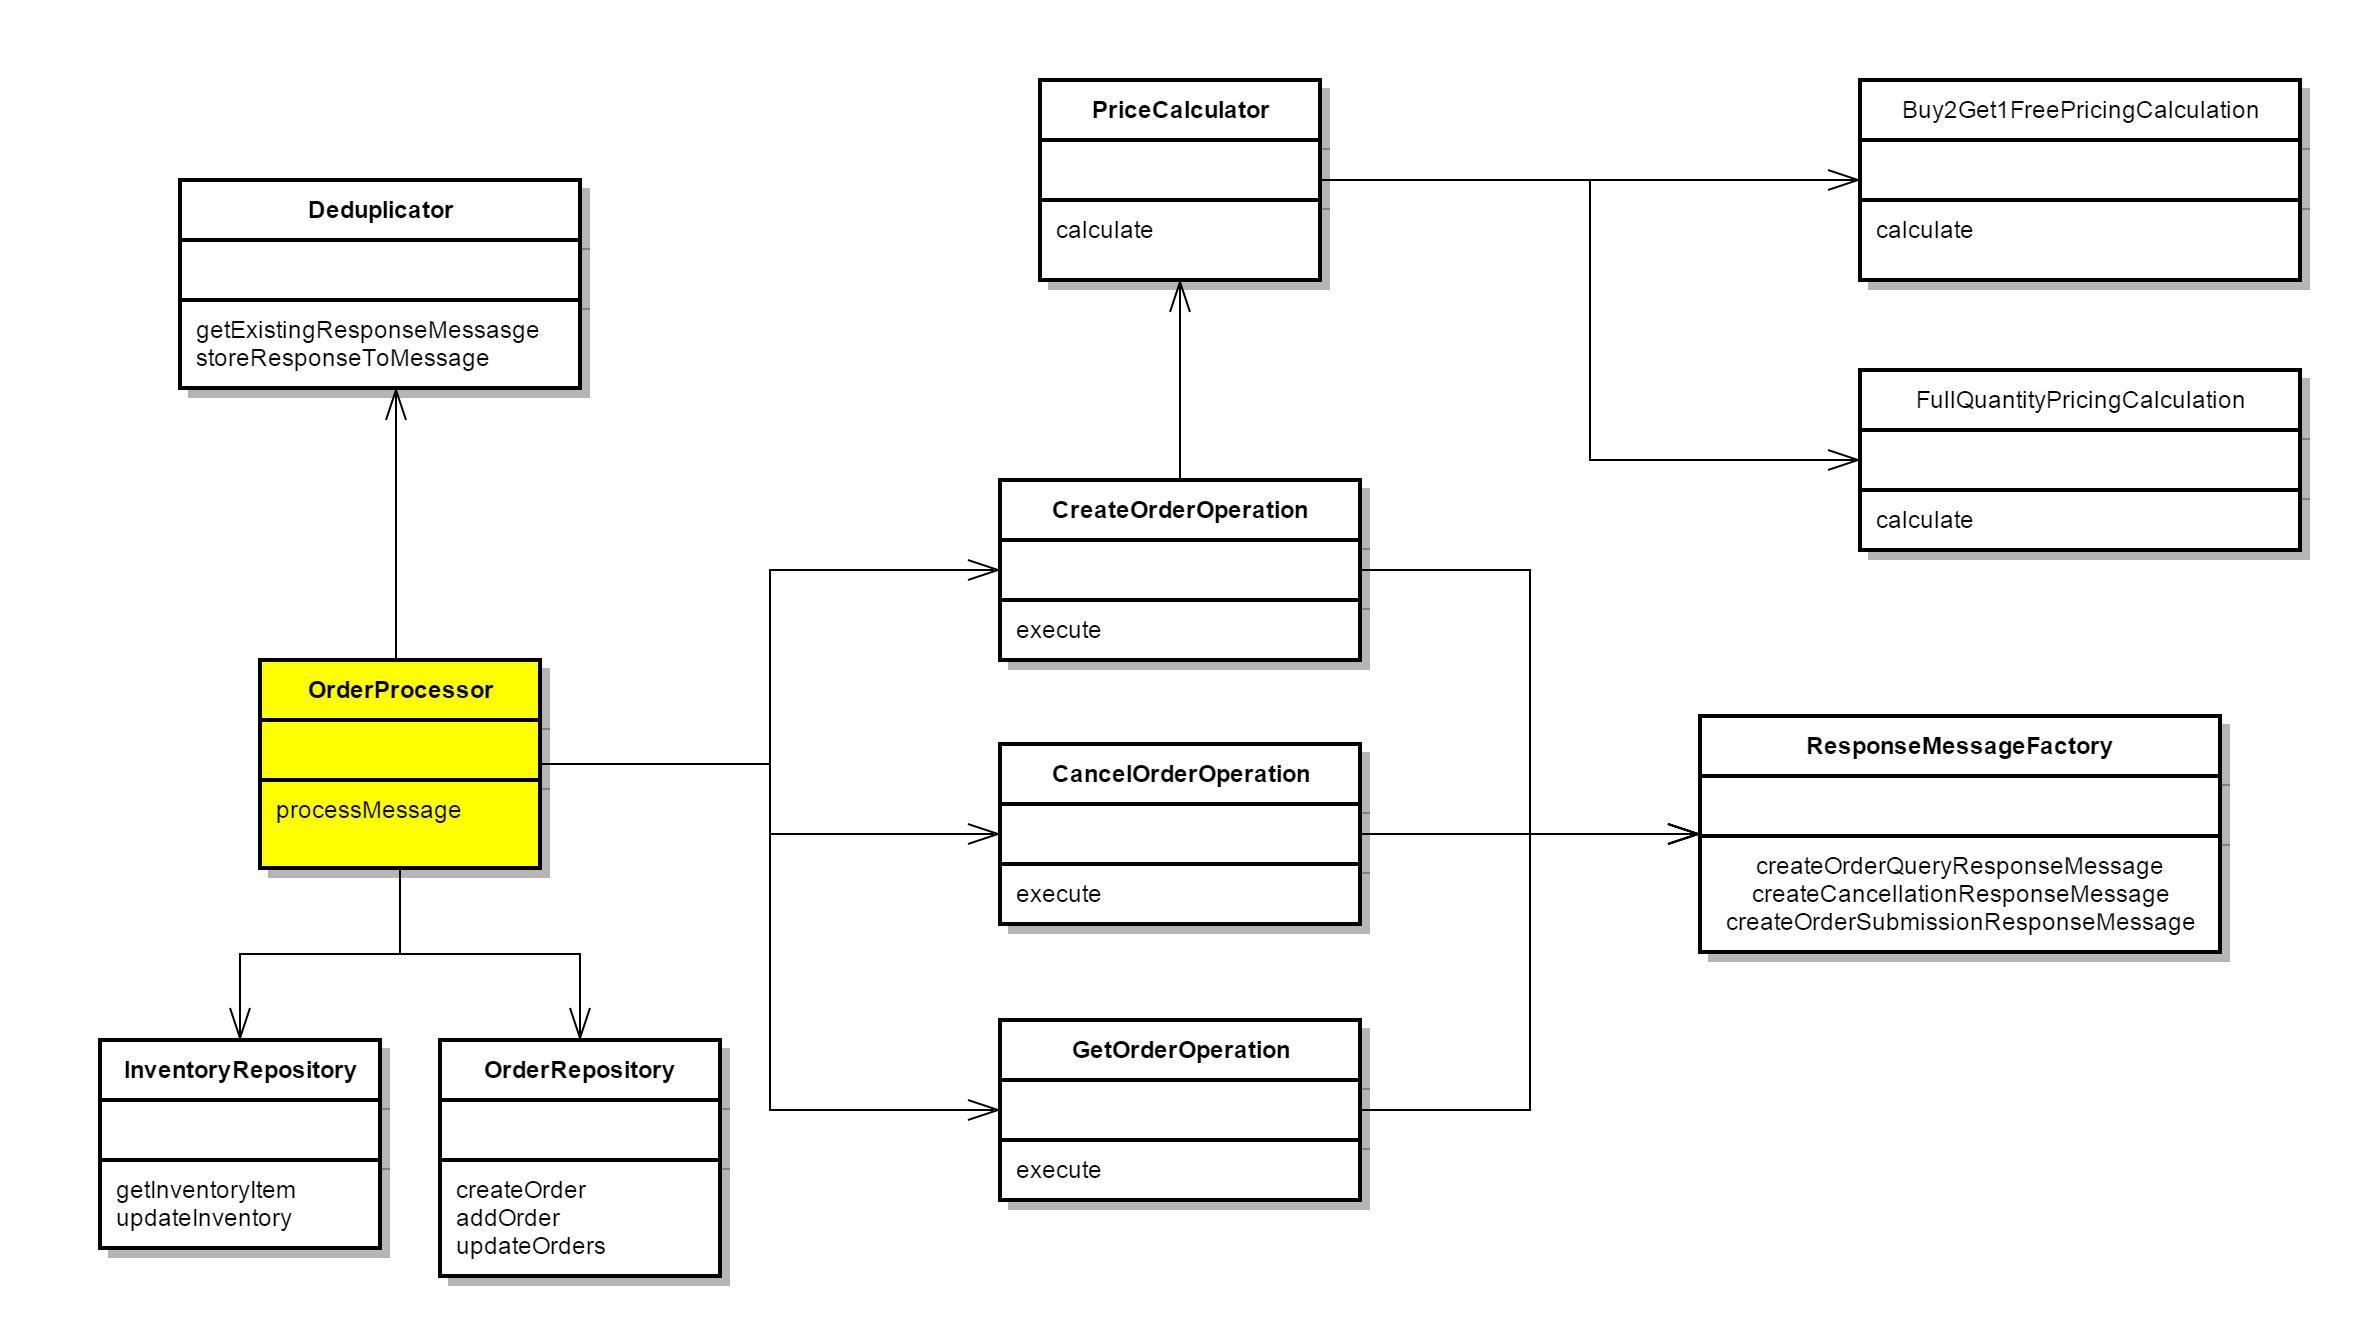 PriceCalculator
calculate
Buy2Get1FreePricingCalculation
calculate
Deduplicator
getExistingResponseMessasge
storeResponseToMessage
FullQuantityPricingCalculation
calculate
CreateOrderOperation
execute
OrderProcessor
processMessage
CancelOrderOperation
execute
ResponseMessageFactory
createOrderQueryResponseMessage
createCancellationResponseMessage
createOrderSubmissionResponseMessage
InventoryRepository
getInventoryItem
updateInventory
OrderRepository
createOrder
addOrder
updateOrders
GetOrderOperation
execute